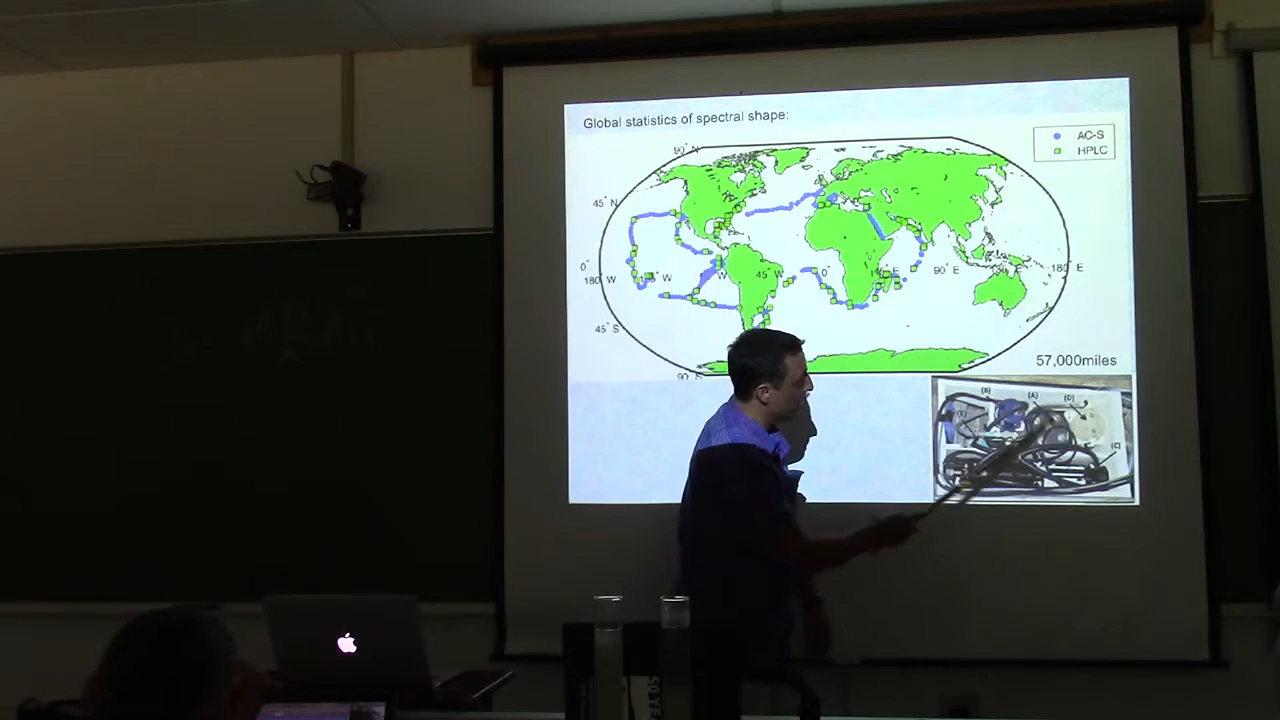 Global statistics of spectral shape:
AC-S
HPLC
90° N
45° N
0°
180° W
W
45° W
0°
90° E
180° E
45° S
90° S
57,000miles
(B)
(A)
(D)
(E)
(C)